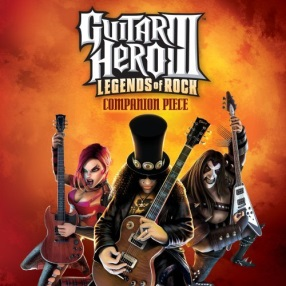 GUITAR
HERO III
LEGENDS of ROCK
COMPANION PIECE